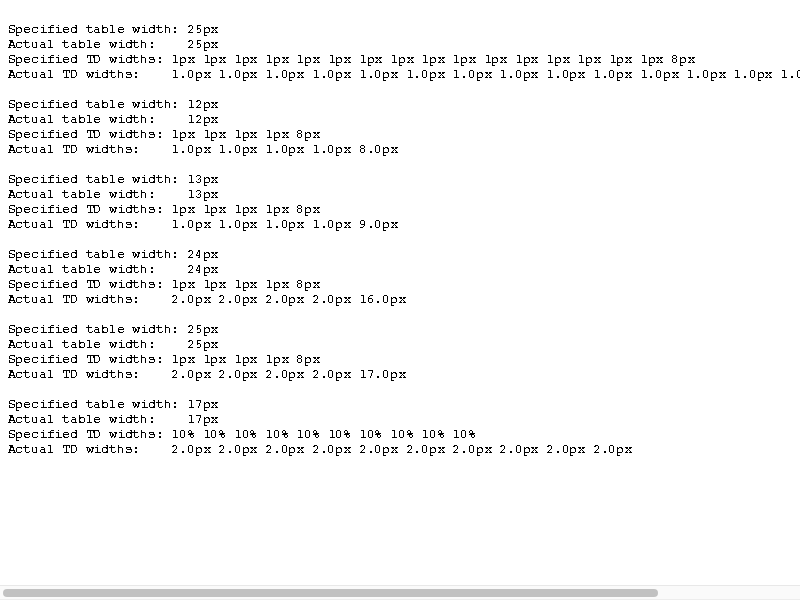 Specified table width: 25px
Actual table width: 25px
Specified TD widths: 1px 1px 1px 1px 1px 1px 1px 1px 1px 1px 1px 1px 1px 1px 1px 1px 8px
Actual TD widths: 1.0px 1.0px 1.0px 1.0px 1.0px 1.0px 1.0px 1.0px 1.0px 1.0px 1.0px 1.0px 1.0px
Specified table width: 12px
Actual table width: 12px
Specified TD widths: 1px 1px 1px 1px 8px
Actual TD widths: 1.0px 1.0px 1.0px 1.0px 8.0px
Specified table width: 13px
Actual table width: 13px
Specified TD widths: 1px 1px 1px 1px 8px
Actual TD widths: 1.0px 1.0px 1.0px 1.0px 9.0px
Specified table width: 24px
Actual table width: 24px
Specified TD widths: 1px 1px 1px 1px 8px
Actual TD widths: 2.0px 2.0px 2.0px 2.0px 16.0px
Specified table width: 25px
Actual table width: 25px
Specified TD widths: 1px 1px 1px 1px 8px
Actual TD widths: 2.0px 2.0px 2.0px 2.0px 17.0px
Specified table width: 17px
Actual table width: 17px
Specified TD widths: 10% 10% 10% 10% 10% 10% 10% 10% 10% 10%
Actual TD widths: 2.0px 2.0px 2.0px 2.0px 2.0px 2.0px 2.0px 2.0px 2.0px 2.0px